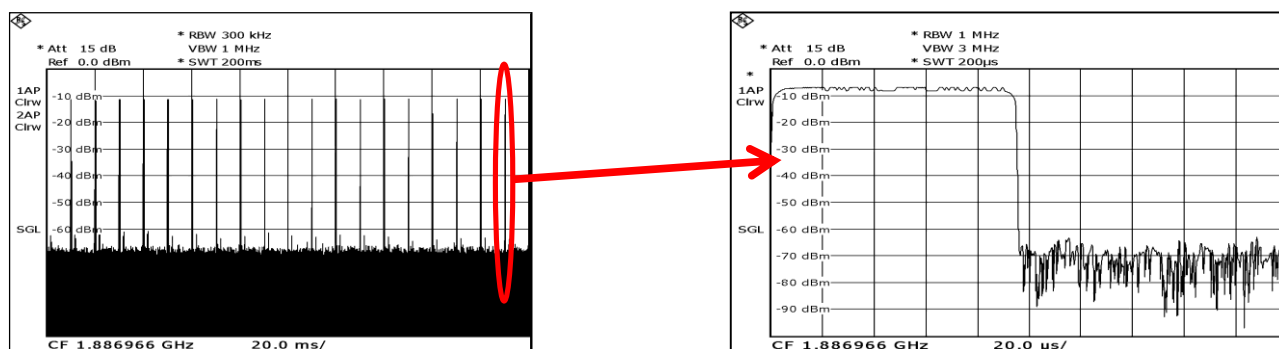 * RBW 300 kHz
* Att 15 dB VBW 1 MHz
Ref 0.0 dBm * SWT 200ms
1AP
Clrw
2AP
Clrw
-10 dBm
-20 dBm
-30 dBm
-40 dBm
-50 dBm
SGL
-60 dBm
CF 1.886966 GHz 20.0 ms/
* RBW 1 MHz
* Att 15 dB VBW 3 MHz
Ref 0.0 dBm * SWT 200µs
*
1AP
Clrw
-10 dBm
-20 dBm
-30 dBm
-40 dBm
-50 dBm
SGL
-60 dBm
-70 dBm
-80 dBm
-90 dBm
CF 1.886966 GHz 20.0 µs/